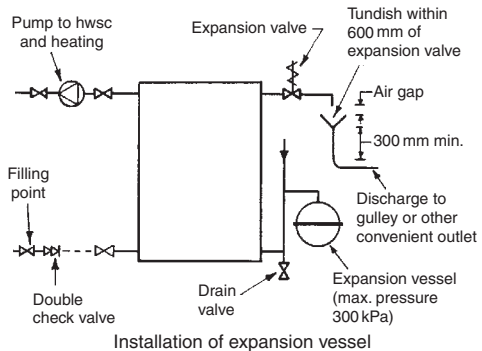 Pump to hwsc
and heating
Expansion valve
Tundish within
600 mm of
expansion valve
Air gap
300 mm min.
Filling
point
Discharge to
gulley or other
convenient outlet
Double
check valve
Drain
valve
Expansion vessel
(max. pressure
300 kPa)
Installation of expansion vessel